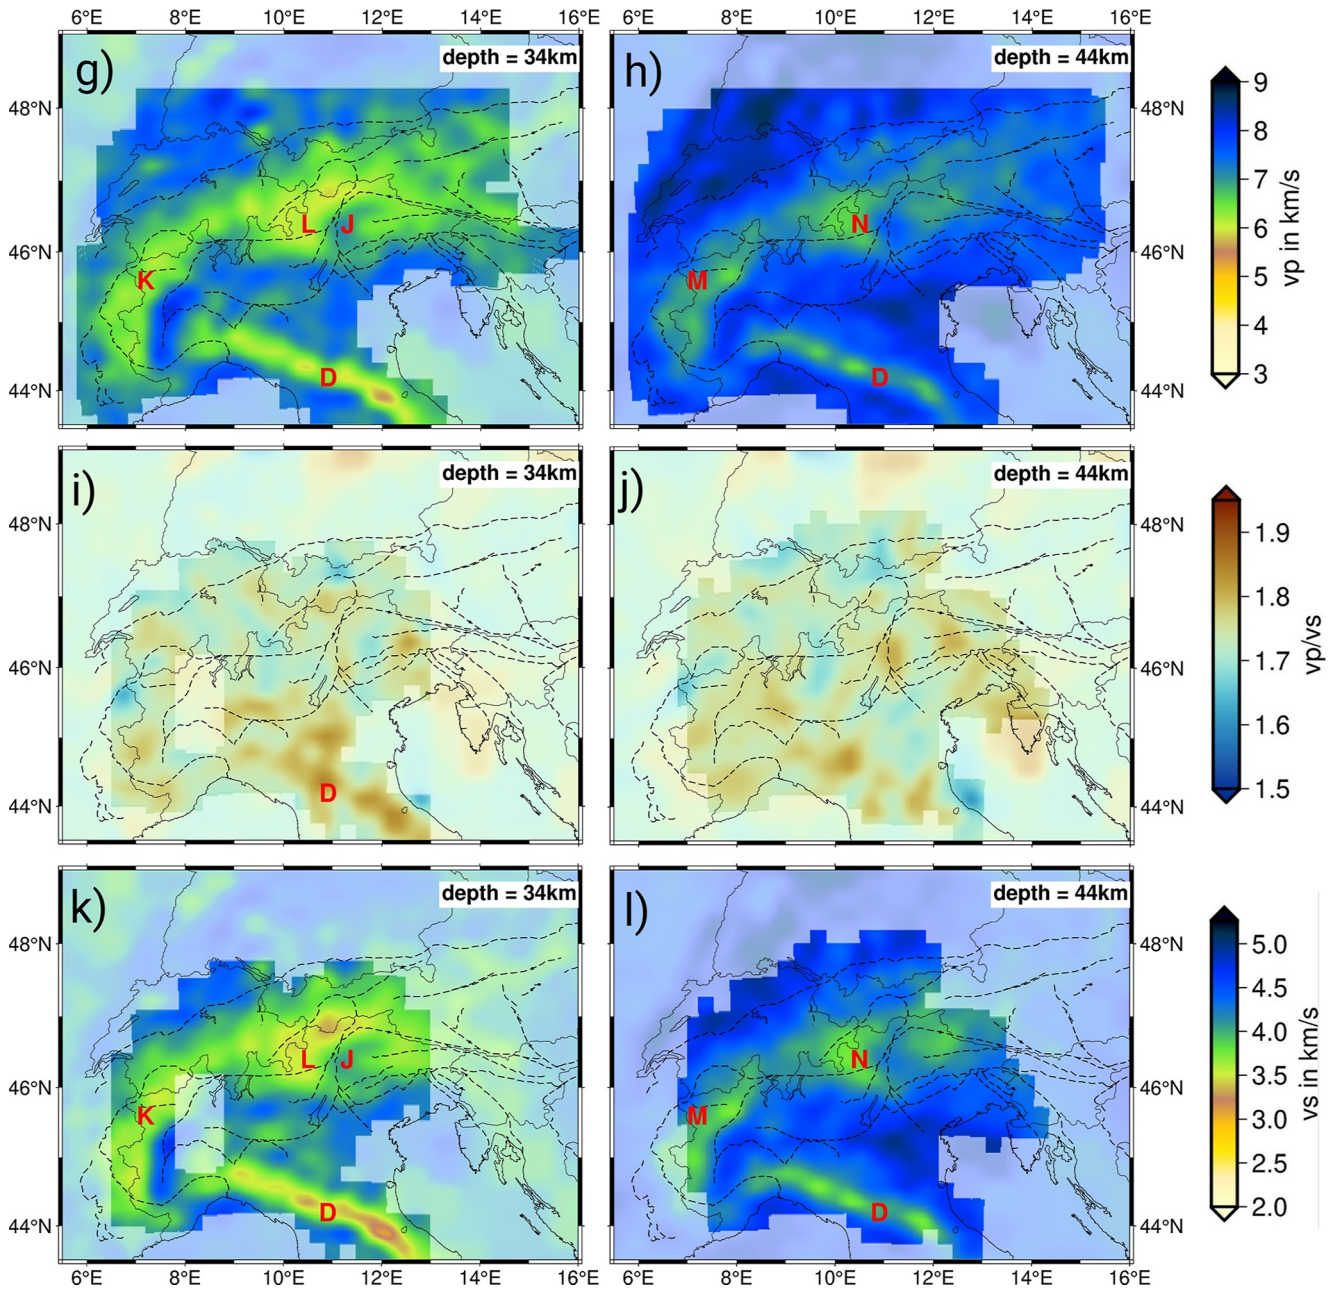 6°E 8°E 10°E 12°E 14°E 16°E 6°E 8°E 10°E 12°E 14°E 16°E
g) depth = 34km h) depth = 44km
48°N 48°N
46°N 46°N
44°N 44°N
L J K D
N M D
9
8
7
6
5
4
3
vp in km/s
i) depth = 34km j) depth = 44km
48°N 48°N
46°N 46°N
44°N 44°N
D
1.9
1.8
1.7
1.6
1.5
vp/vs
k) depth = 34km l) depth = 44km
48°N 48°N
46°N 46°N
44°N 44°N
L J K D
N M D
5.0
4.5
4.0
3.5
3.0
2.5
2.0
vs in km/s
6°E 8°E 10°E 12°E 14°E 16°E 6°E 8°E 10°E 12°E 14°E 16°E